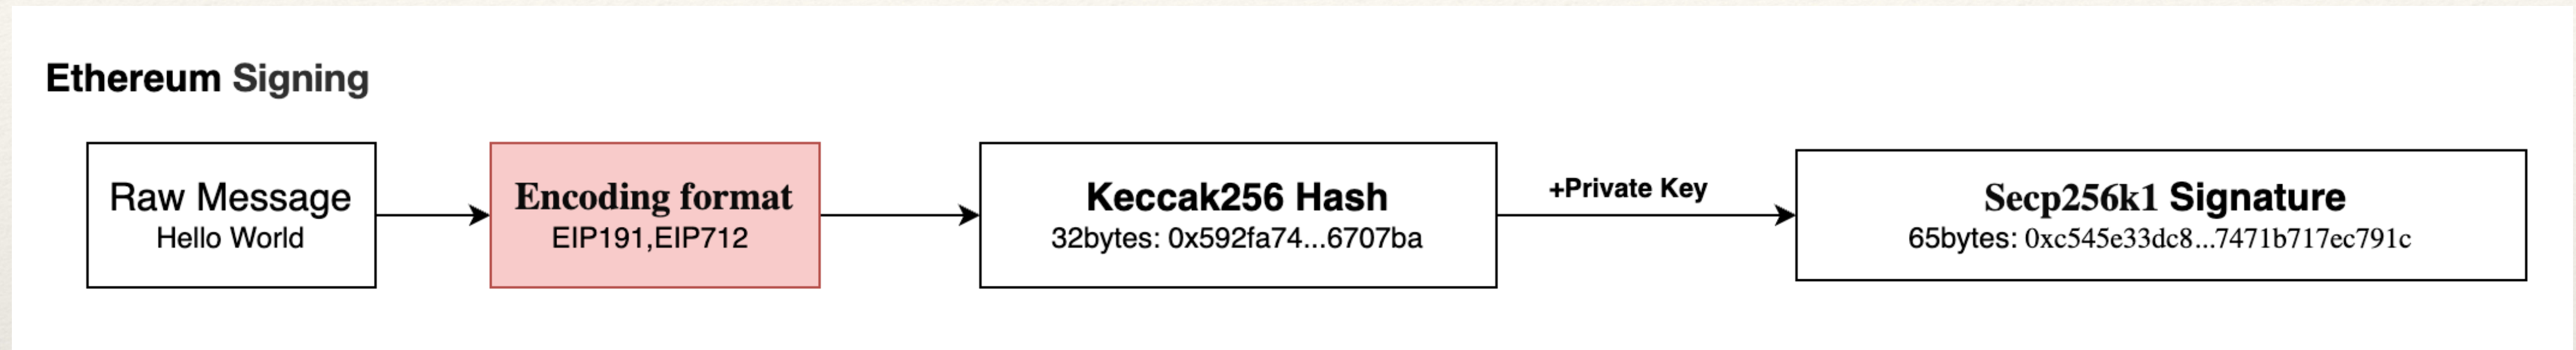 Ethereum Signing
Raw Message
Hello World
Encoding format
EIP191,EIP712
Keccak256 Hash
32bytes: 0x592fa74...6707ba
+Private Key
Secp256k1 Signature
65bytes: 0xc545e33dc8...7471b717ec791c